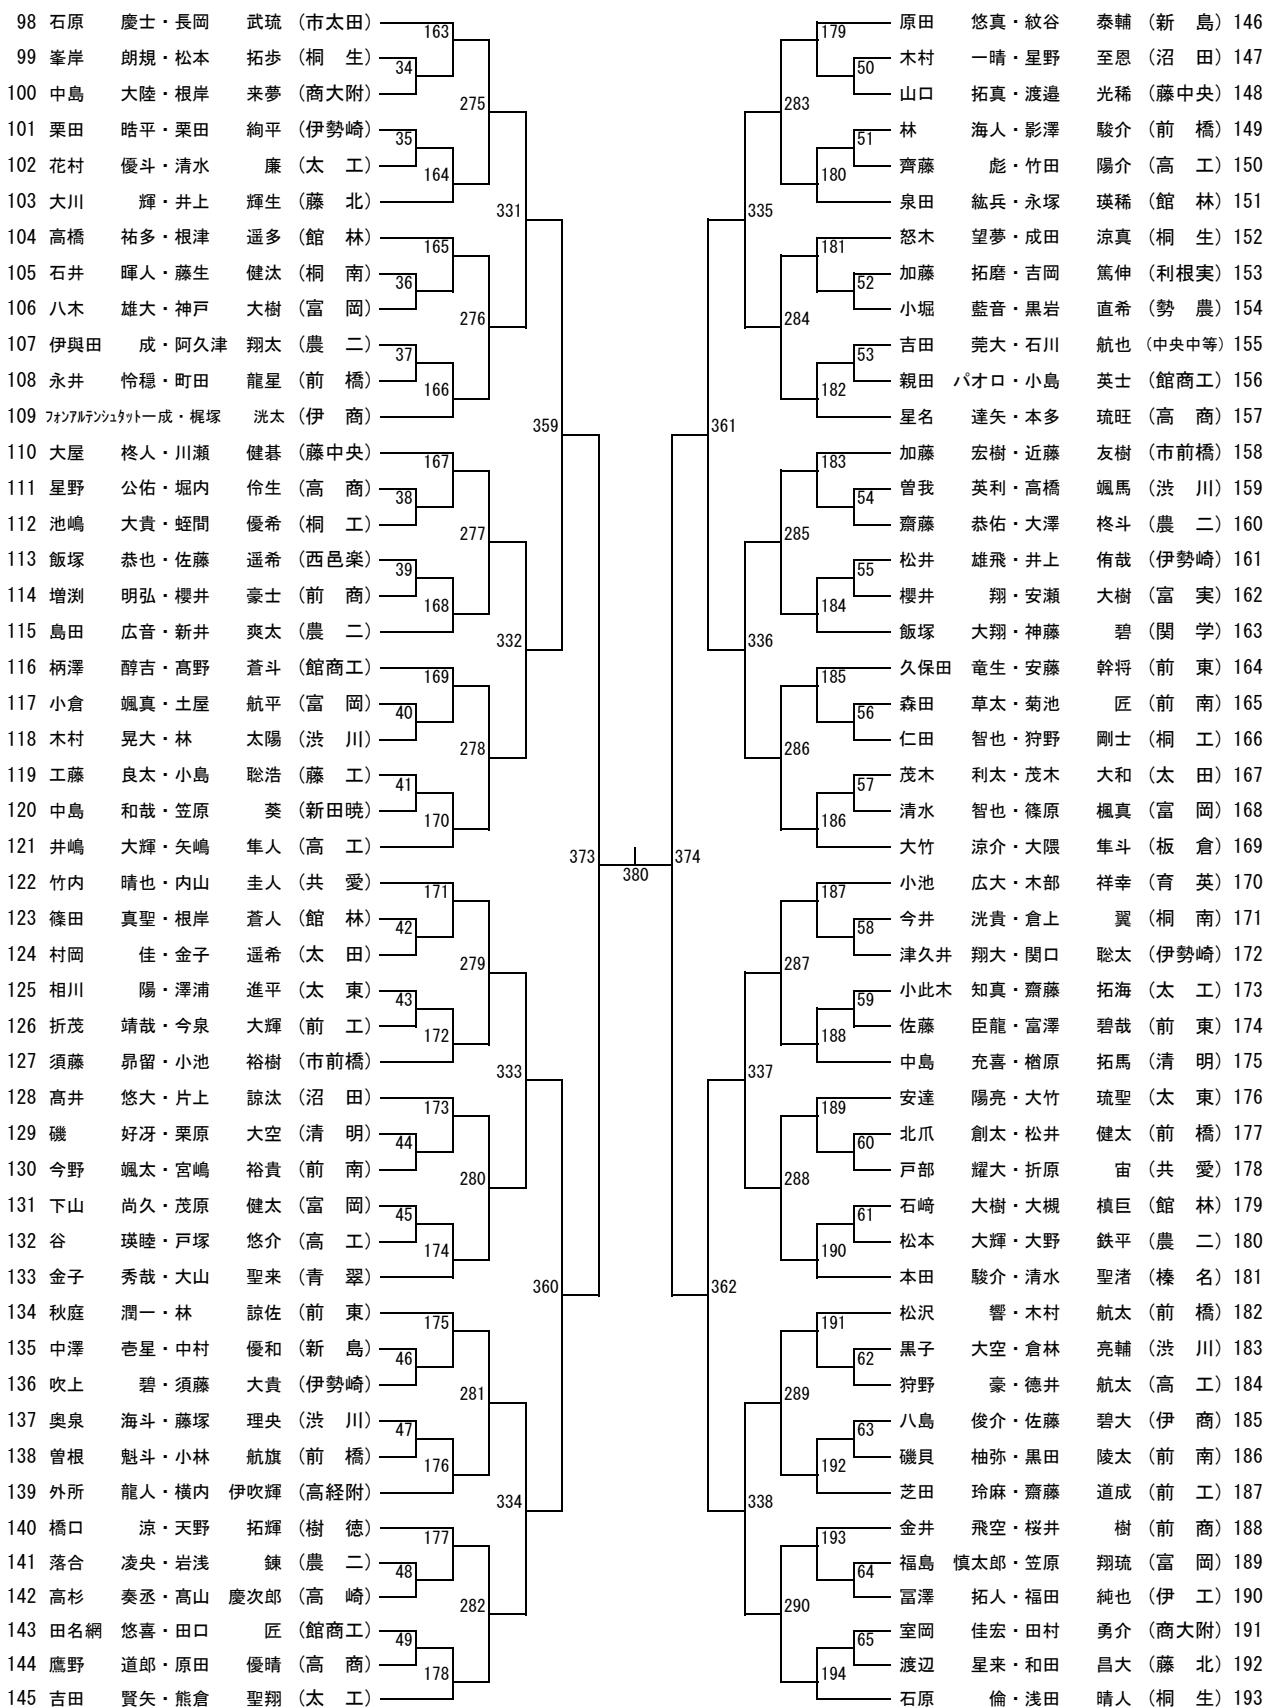 98 石原 慶士・長岡 武琉 (市太田)
99 峯岸 朗規・松本 拓歩 (桐 生)
100 中島 大陸・根岸 来夢 (商大附)
101 栗田 晧平・栗田 絢平 (伊勢崎)
102 花村 優斗・清水 廉 (太 工)
103 大川 輝・井上 輝生 (藤 北)
104 高橋 祐多・根津 遥多 (館 林)
105 石井 暉人・藤生 健汰 (桐 南)
106 八木 雄大・神戸 大樹 (富 岡)
107 伊與田 成・阿久津 翔太 (農 二)
108 永井 怜穏・町田 龍星 (前 橋)
109 フォンアルテンシュタット一成・梶塚 洸太 (伊 商)
110 大屋 柊人・川瀬 健碁 (藤中央)
111 星野 公佑・堀内 伶生 (高 商)
112 池嶋 大貴・蛭間 優希 (桐 工)
113 飯塚 恭也・佐藤 遥希 (西邑楽)
114 増渕 明弘・櫻井 豪士 (前 商)
115 島田 広音・新井 爽太 (農 二)
116 柄澤 醇吉・髙野 蒼斗 (館商工)
117 小倉 颯真・土屋 航平 (富 岡)
118 木村 晃大・林 太陽 (渋 川)
119 工藤 良太・小島 聡浩 (藤 工)
120 中島 和哉・笠原 葵 (新田暁)
121 井嶋 大輝・矢嶋 隼人 (高 工)
122 竹内 晴也・内山 圭人 (共 愛)
123 篠田 真聖・根岸 蒼人 (館 林)
124 村岡 佳・金子 遥希 (太 田)
125 相川 陽・澤浦 進平 (太 東)
126 折茂 靖哉・今泉 大輝 (前 工)
127 須藤 昴留・小池 裕樹 (市前橋)
128 髙井 悠大・片上 諒汰 (沼 田)
129 磯 好冴・栗原 大空 (清 明)
130 今野 颯太・宮嶋 裕貴 (前 南)
131 下山 尚久・茂原 健太 (富 岡)
132 谷 瑛睦・戸塚 悠介 (高 工)
133 金子 秀哉・大山 聖来 (青 翠)
134 秋庭 潤一・林 諒佐 (前 東)
135 中澤 壱星・中村 優和 (新 島)
136 吹上 碧・須藤 大貴 (伊勢崎)
137 奥泉 海斗・藤塚 理央 (渋 川)
138 曽根 魁斗・小林 航旗 (前 橋)
139 外所 龍人・横内 伊吹輝 (高経附)
140 橋口 涼・天野 拓輝 (樹 徳)
141 落合 凌央・岩浅 錬 (農 二)
142 高杉 奏丞・髙山 慶次郎 (高 崎)
143 田名網 悠喜・田口 匠 (館商工)
144 鷹野 道郎・原田 優晴 (高 商)
145 吉田 賢矢・熊倉 聖翔 (太 工)
163
34
275
35
164
331
165
36
276
37
166
359
167
38
277
39
168
332
169
40
278
41
170
373
380
374
171
42
279
43
172
333
173
44
280
45
174
360
175
46
281
47
176
334
177
48
282
49
178
179
50
283
51
180
335
181
52
284
53
182
361
183
54
285
55
184
336
185
56
286
57
186
187
58
287
59
188
337
189
60
288
61
190
362
191
62
289
63
192
338
193
64
290
65
194
原田 悠真・紋谷 泰輔 (新 島) 146
木村 一晴・星野 至恩 (沼 田) 147
山口 拓真・渡邉 光稀 (藤中央) 148
林 海人・影澤 駿介 (前 橋) 149
齊藤 彪・竹田 陽介 (高 工) 150
泉田 紘兵・永塚 瑛稀 (館 林) 151
怒木 望夢・成田 涼真 (桐 生) 152
加藤 拓磨・吉岡 篤伸 (利根実) 153
小堀 藍音・黒岩 直希 (勢 農) 154
吉田 莞大・石川 航也 (中央中等) 155
親田 パオロ・小島 英士 (館商工) 156
星名 達矢・本多 琉旺 (高 商) 157
加藤 宏樹・近藤 友樹 (市前橋) 158
曽我 英利・高橋 颯馬 (渋 川) 159
齋藤 恭佑・大澤 柊斗 (農 二) 160
松井 雄飛・井上 侑哉 (伊勢崎) 161
櫻井 翔・安瀬 大樹 (富 実) 162
飯塚 大翔・神藤 碧 (関 学) 163
久保田 竜生・安藤 幹将 (前 東) 164
森田 草太・菊池 匠 (前 南) 165
仁田 智也・狩野 剛士 (桐 工) 166
茂木 利太・茂木 大和 (太 田) 167
清水 智也・篠原 楓真 (富 岡) 168
大竹 涼介・大隈 隼斗 (板 倉) 169
小池 広大・木部 祥幸 (育 英) 170
今井 洸貴・倉上 翼 (桐 南) 171
津久井 翔大・関口 聡太 (伊勢崎) 172
小此木 知真・齋藤 拓海 (太 工) 173
佐藤 臣龍・富澤 碧哉 (前 東) 174
中島 充喜・楢原 拓馬 (清 明) 175
安達 陽亮・大竹 琉聖 (太 東) 176
北爪 創太・松井 健太 (前 橋) 177
戸部 耀大・折原 宙 (共 愛) 178
石﨑 大樹・大槻 槙巨 (館 林) 179
松本 大輝・大野 鉄平 (農 二) 180
本田 駿介・清水 聖渚 (榛 名) 181
松沢 響・木村 航太 (前 橋) 182
黒子 大空・倉林 亮輔 (渋 川) 183
狩野 豪・德井 航太 (高 工) 184
八島 俊介・佐藤 碧大 (伊 商) 185
磯貝 柚弥・黒田 陵太 (前 南) 186
芝田 玲麻・齋藤 道成 (前 工) 187
金井 飛空・桜井 樹 (前 商) 188
福島 慎太郎・笠原 翔琉 (富 岡) 189
冨澤 拓人・福田 純也 (伊 工) 190
室岡 佳宏・田村 勇介 (商大附) 191
渡辺 星来・和田 昌大 (藤 北) 192
石原 倫・浅田 晴人 (桐 生) 193